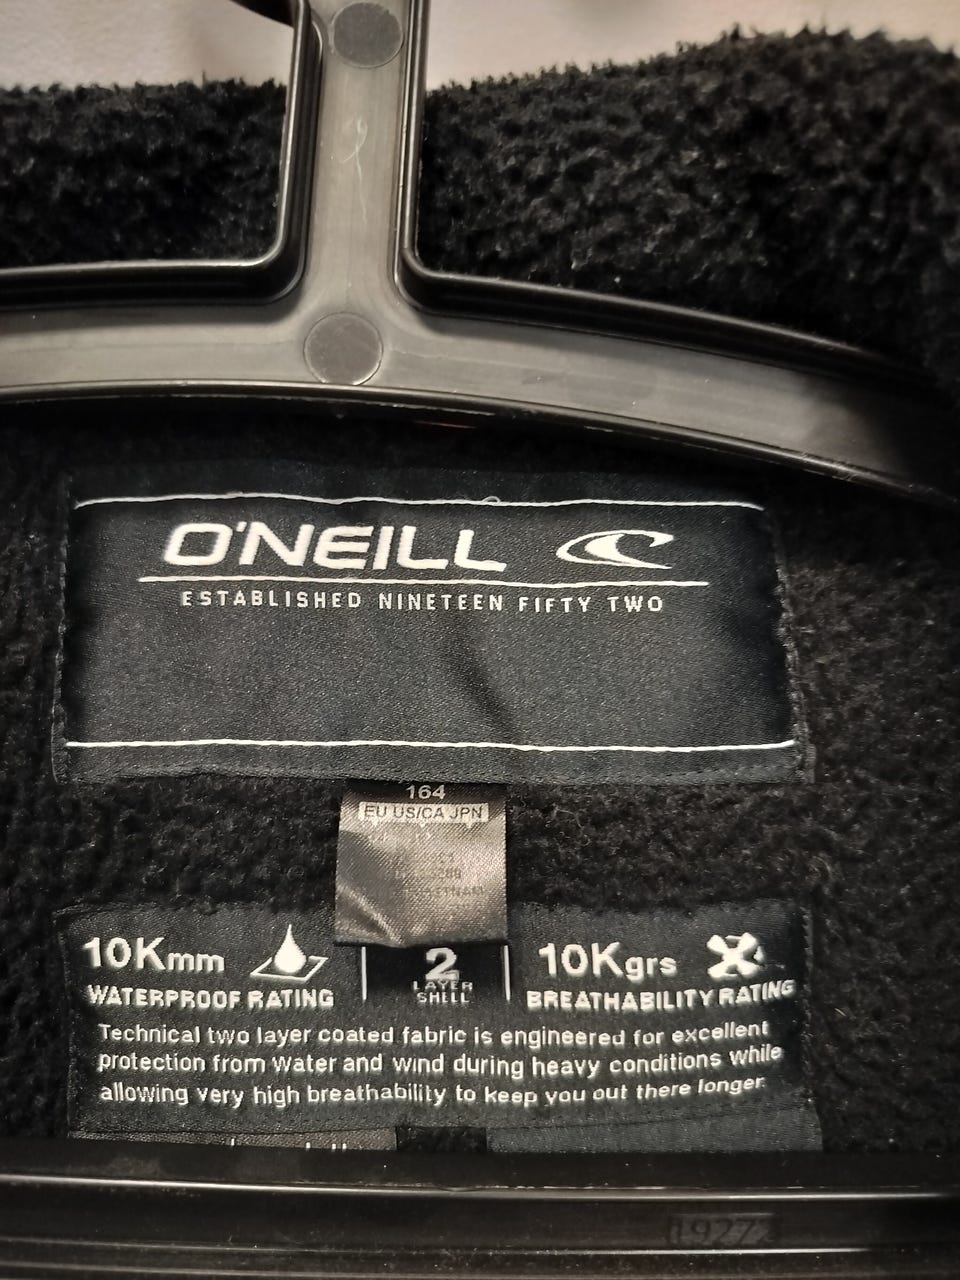 O'NEILL
ESTABLISHED NINETEEN FIFTY TWO
164
EU US/CA JPN
10Kmm
WATERPROOF RATING
2
LAYER
SHELL
10Kgrs
BREATHABILITY RATING
Technical two layer coated fabric is engineered for excellent
protection from water and wind during heavy conditions while
allowing very high breathability to keep you out there longer.